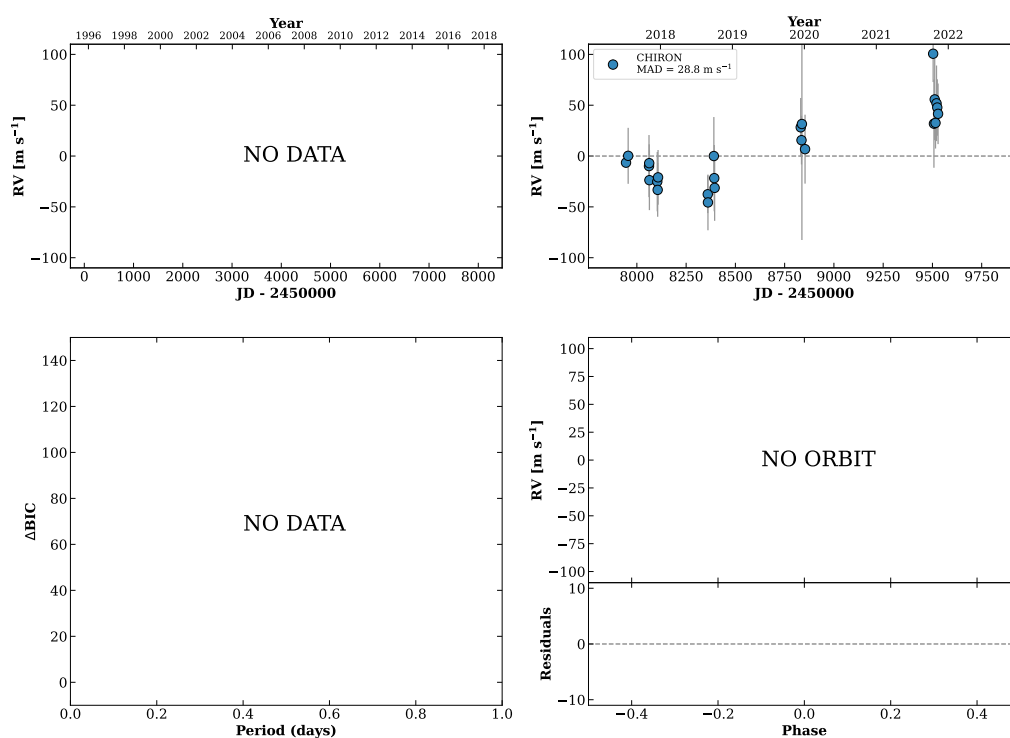 Year
1996 1998 2000 2002 2004 2006 2008 2010 2012 2014 2016 2018
100
50
0
−50
−100
RV [m s⁻¹]
NO DATA
0 1000 2000 3000 4000 5000 6000 7000 8000
JD - 2450000
Year
2018 2019 2020 2021 2022
CHIRON
MAD = 28.8 m s⁻¹
100
50
0
−50
−100
RV [m s⁻¹]
8000 8250 8500 8750 9000 9250 9500 9750
JD - 2450000
140
120
100
80
60
40
20
0
ΔBIC
NO DATA
0.0 0.2 0.4 0.6 0.8 1.0
Period (days)
100
75
50
25
0
−25
−50
−75
−100
RV [m s⁻¹]
NO ORBIT
10
0
−10
Residuals
−0.4 −0.2 0.0 0.2 0.4
Phase